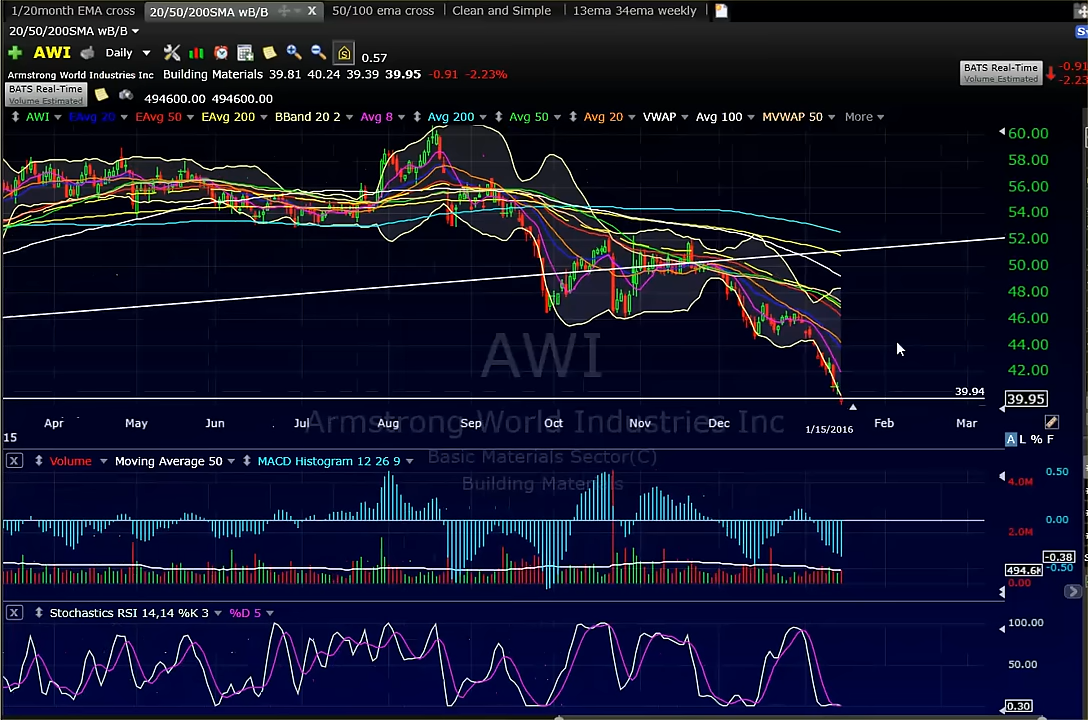 1/20month EMA cross 20/50/200SMA wB/B X 50/100 ema cross Clean and Simple 13ema 34ema weekly
20/50/200SMA wB/B
AWI Daily 0.57
Armstrong World Industries Inc Building Materials 39.81 40.24 39.39 39.95 -0.91 -2.23%
BATS Real-Time
Volume Estimated
-0.91
BATS Real-Time
Volume Estimated
494600.00 494600.00
AWI EAvg 20 EAvg 50 EAvg 200 BBand 20 2 Avg 8 Avg 200 Avg 50 Avg 20 VWAP Avg 100 MVWAP 50 More
60.00
58.00
56.00
54.00
52.00
50.00
48.00
46.00
44.00
42.00
AWI
39.94
39.95
Armstrong World Industries Inc
Basic Materials Sector(C)
Building Materials
Apr May Jun Jul Aug Sep Oct Nov Dec 1/15/2016 Feb Mar
15
A L % F
X Volume Moving Average 50 MACD Histogram 12 26 9
0.50
4.0M
0.00
2.0M
-0.38
494.6k
-0.50
0.00
X Stochastics RSI 14,14 %K 3 %D 5
100.00
50.00
0.30